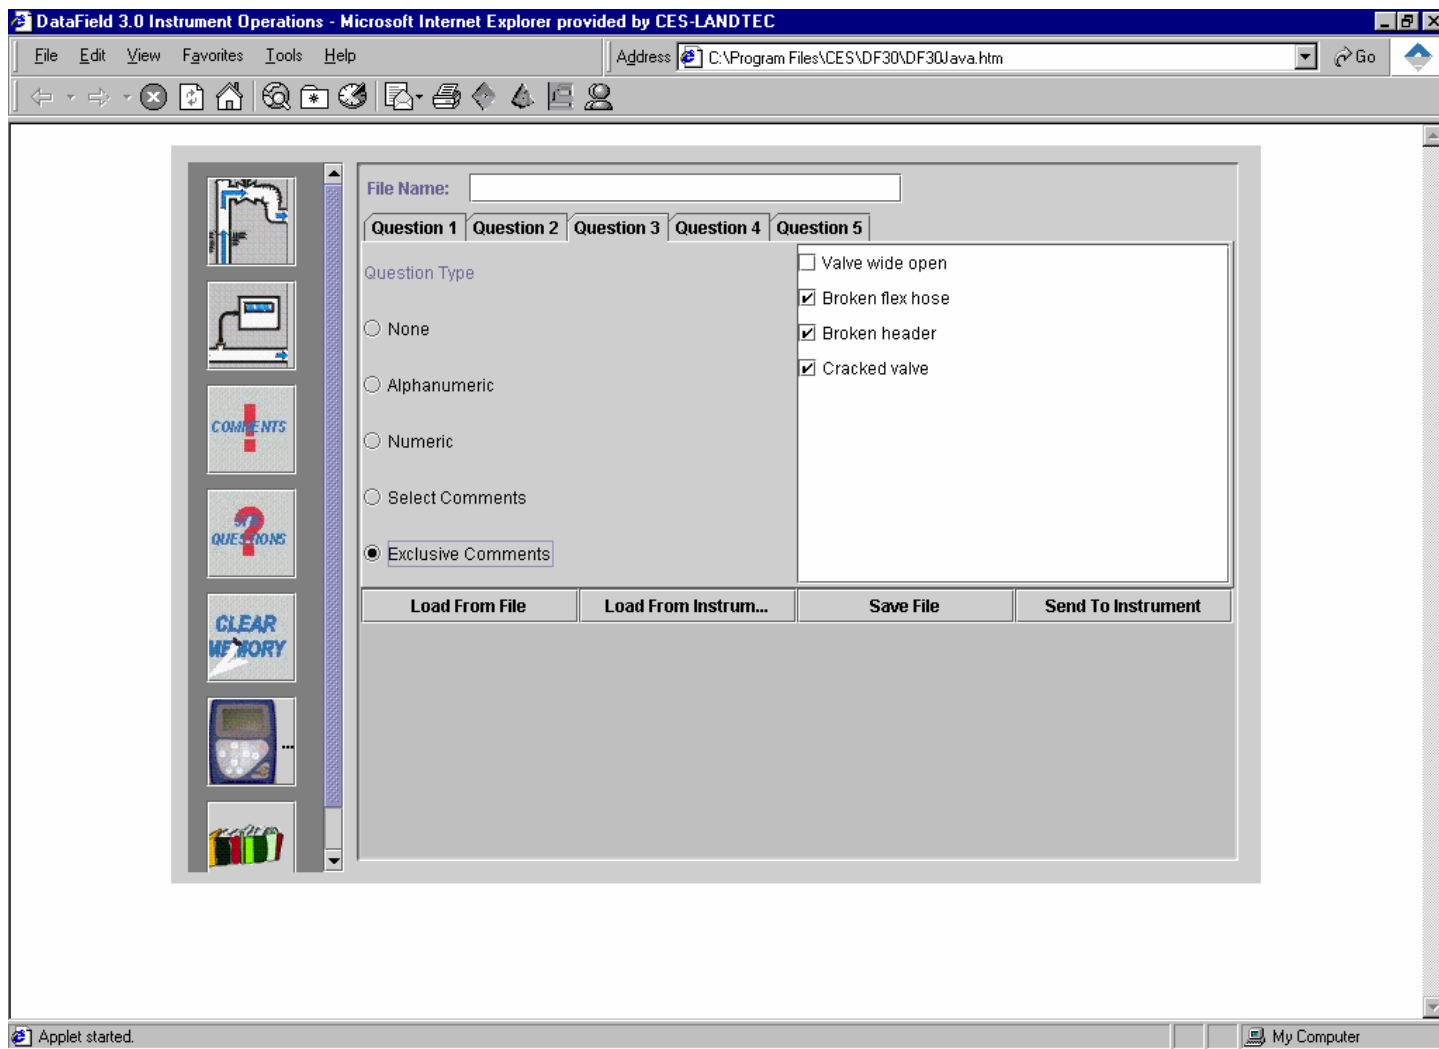 DataField 3.0 Instrument Operations - Microsoft Internet Explorer provided by CES-LANDTEC
File Edit View Favorites Tools Help
Address C:\Program Files\CES\DF30\DF30Java.htm Go
File Name:
Question 1 Question 2 Question 3 Question 4 Question 5
Question Type
None
Alphanumeric
Numeric
Select Comments
Exclusive Comments
Valve wide open
Broken flex hose
Broken header
Cracked valve
Load From File Load From Instrum... Save File Send To Instrument
COMMENTS
QUESTIONS
CLEAR
MEMORY
...
Applet started. My Computer